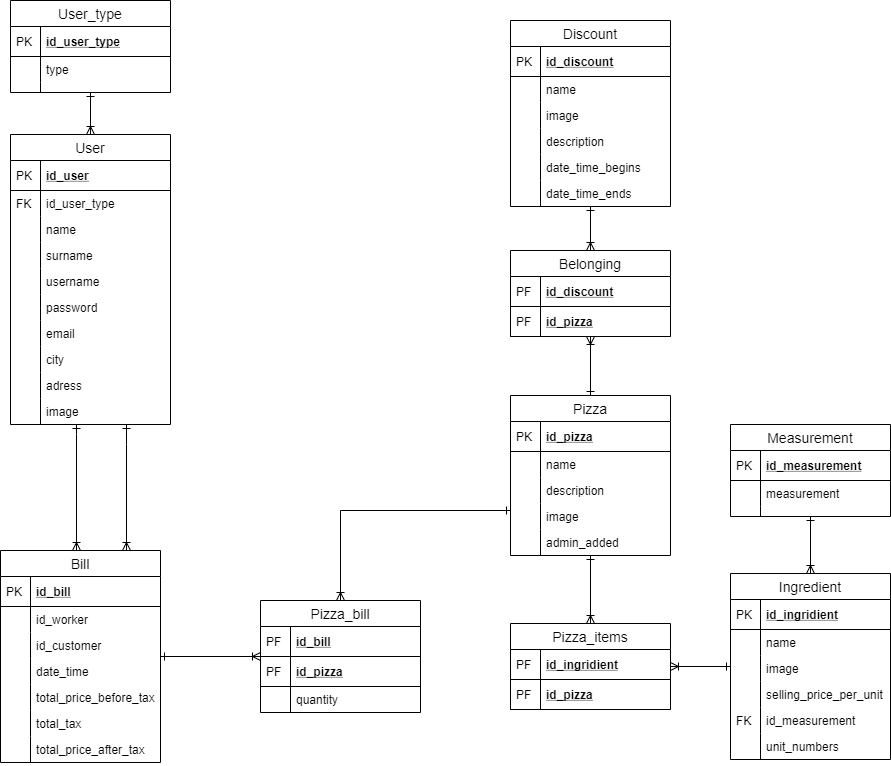 User_type
PK id_user_type
type
User
PK id_user
FK id_user_type
name
surname
username
password
email
city
adress
image
Bill
PK id_bill
id_worker
id_customer
date_time
total_price_before_tax
total_tax
total_price_after_tax
Pizza_bill
PF id_bill
PF id_pizza
quantity
Discount
PK id_discount
name
image
description
date_time_begins
date_time_ends
Belonging
PF id_discount
PF id_pizza
Pizza
PK id_pizza
name
description
image
admin_added
Pizza_items
PF id_ingridient
PF id_pizza
Measurement
PK id_measurement
measurement
Ingredient
PK id_ingridient
name
image
selling_price_per_unit
FK id_measurement
unit_numbers